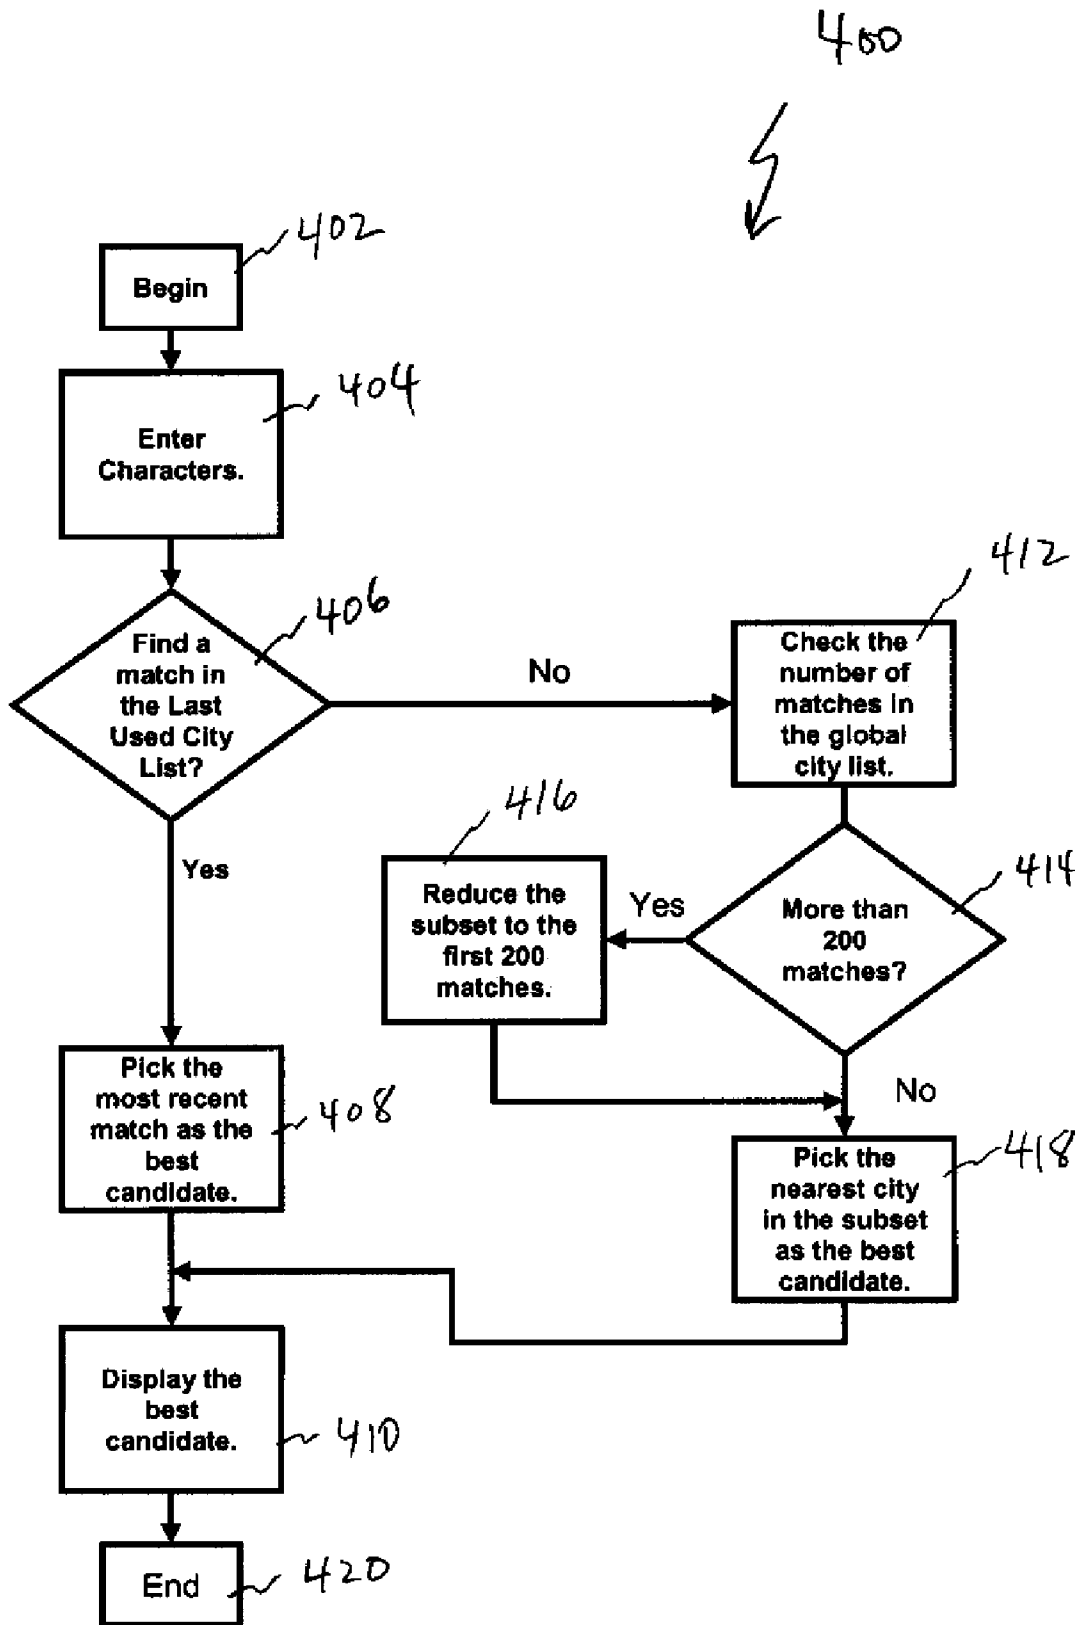 400
402
Begin
404
Enter
Characters.
406
Find a
match in
the Last
Used City
List?
No
412
Check the
number of
matches in
the global
city list.
Yes
416
Reduce the
subset to the
first 200
matches.
Yes
414
More than
200
matches?
No
Pick the
most recent
match as the
best
candidate.
408
418
Pick the
nearest city
in the subset
as the best
candidate.
Display the
best
candidate.
410
End
420